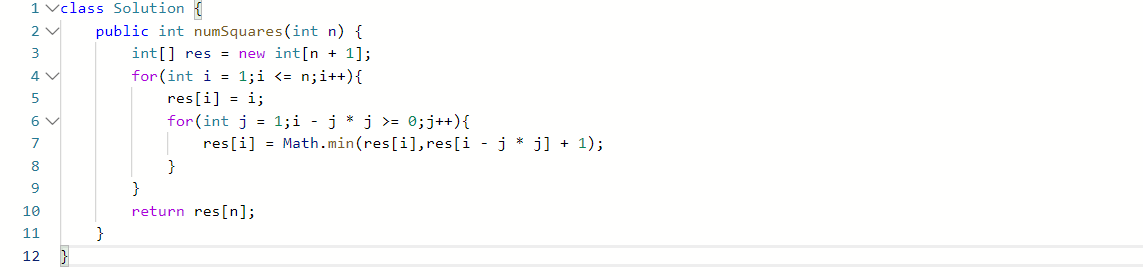 1 class Solution {
2 public int numSquares(int n) {
3 int[] res = new int[n + 1];
4 for(int i = 1;i <= n;i++){
5 res[i] = i;
6 for(int j = 1;i - j * j >= 0;j++){
7 res[i] = Math.min(res[i],res[i - j * j] + 1);
8 }
9 }
10 return res[n];
11 }
12 }